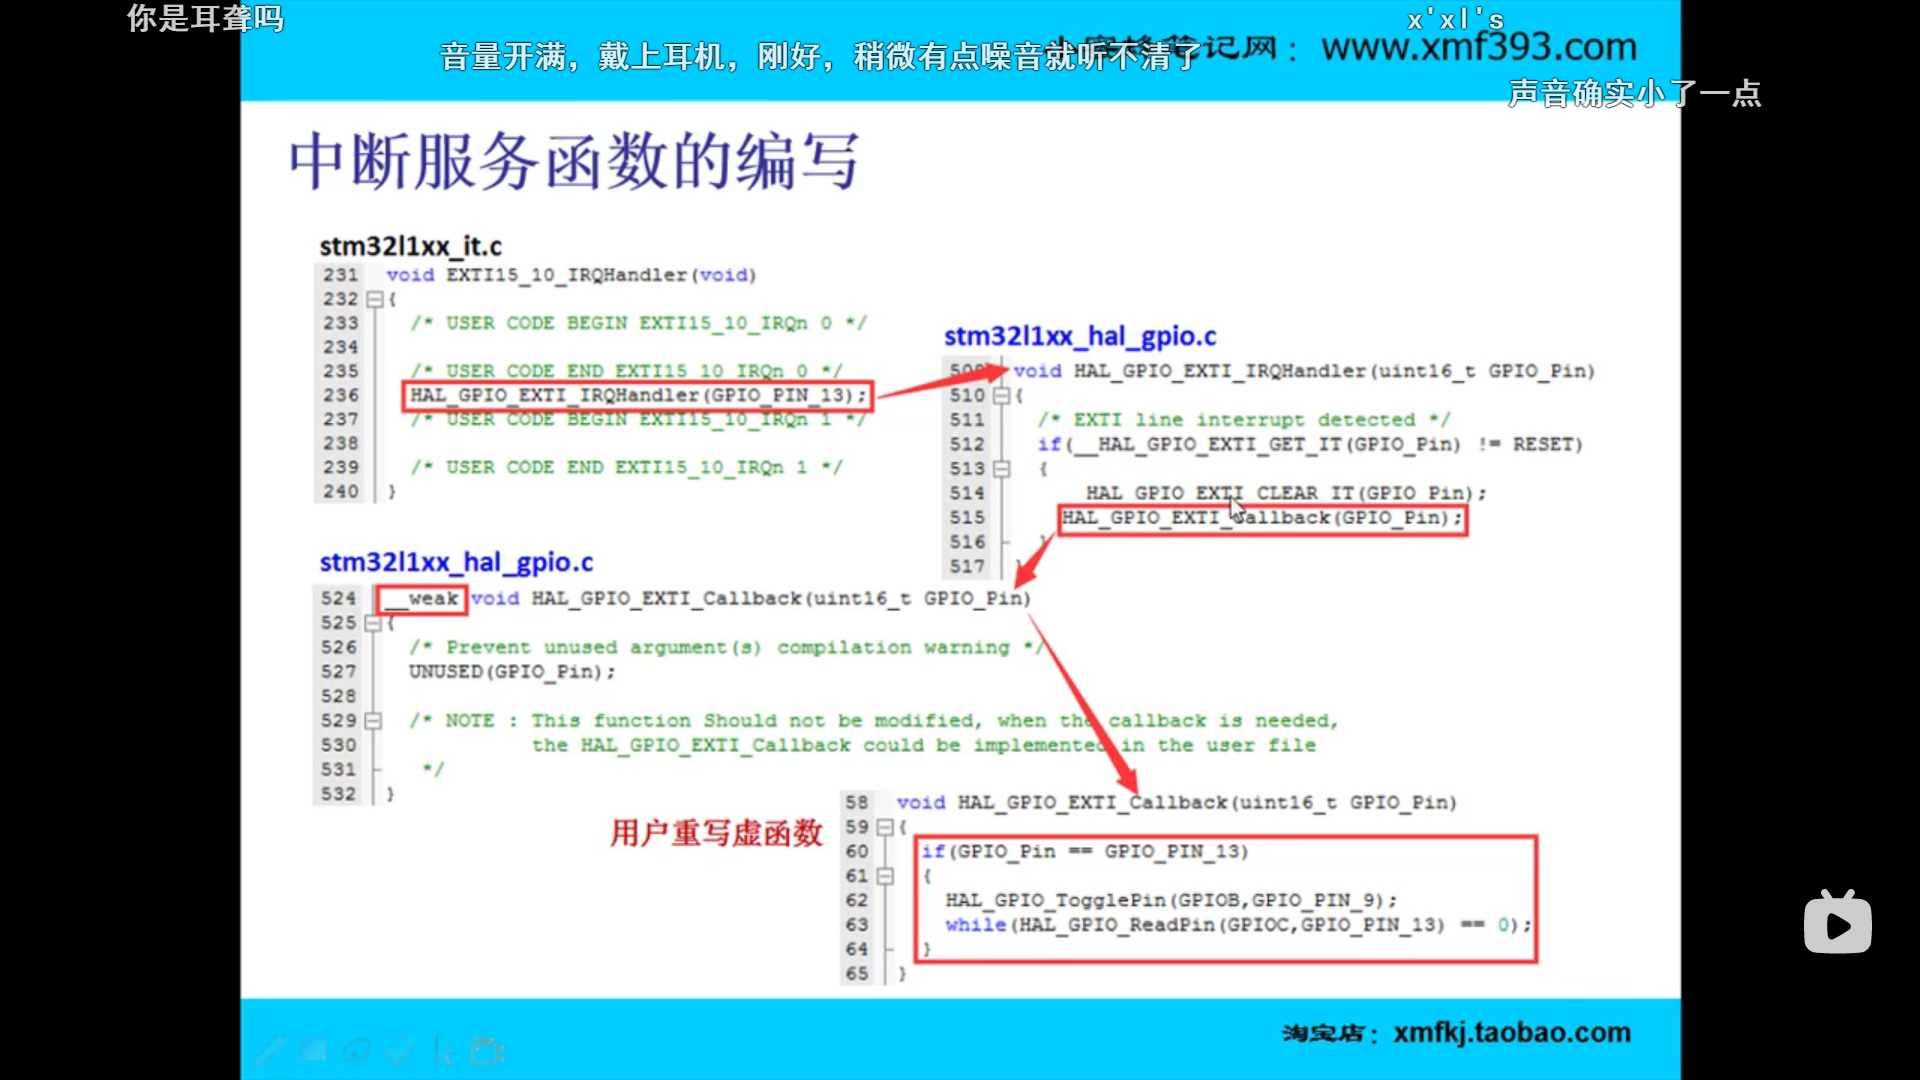 你是耳聋吗
x'xl's
音量开满，戴上耳机，刚好，稍微有点噪音就听不清了
笔记网：www.xmf393.com
声音确实小了一点
中断服务函数的编写
stm32l1xx_it.c
231 void EXTI15_10_IRQHandler(void)
232 {
233 /* USER CODE BEGIN EXTI15_10_IRQn 0 */
234
235 /* USER CODE END EXTI15_10_IRQn 0 */
236 HAL_GPIO_EXTI_IRQHandler(GPIO_PIN_13);
237 /* USER CODE BEGIN EXTI15_10_IRQn 1 */
238
239 /* USER CODE END EXTI15_10_IRQn 1 */
240 }
stm32l1xx_hal_gpio.c
509 void HAL_GPIO_EXTI_IRQHandler(uint16_t GPIO_Pin)
510 {
511 /* EXTI line interrupt detected */
512 if(__HAL_GPIO_EXTI_GET_IT(GPIO_Pin) != RESET)
513 {
514 __HAL_GPIO_EXTI_CLEAR_IT(GPIO_Pin);
515 HAL_GPIO_EXTI_Callback(GPIO_Pin);
516 }
517 }
stm32l1xx_hal_gpio.c
524 __weak void HAL_GPIO_EXTI_Callback(uint16_t GPIO_Pin)
525 {
526 /* Prevent unused argument(s) compilation warning */
527 UNUSED(GPIO_Pin);
528
529 /* NOTE : This function Should not be modified, when the callback is needed,
530 the HAL_GPIO_EXTI_Callback could be implemented in the user file
531 */
532 }
用户重写虚函数
58 void HAL_GPIO_EXTI_Callback(uint16_t GPIO_Pin)
59 {
60 if(GPIO_Pin == GPIO_PIN_13)
61 {
62 HAL_GPIO_TogglePin(GPIOB,GPIO_PIN_9);
63 while(HAL_GPIO_ReadPin(GPIOC,GPIO_PIN_13) == 0);
64 }
65 }
淘宝店：xmfkj.taobao.com